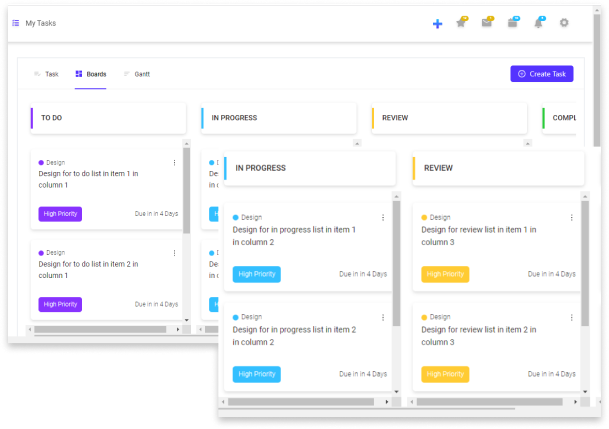 My Tasks
Task
Boards
Gantt
Create Task
TO DO
IN PROGRESS
REVIEW
COMPL
Design
Design for to do list in item 1 in
column 1
High Priority
Due in in 4 Days
Design
Design for to do list in item 2 in
column 1
High Priority
Due in in 4 Days
IN PROGRESS
Design
Design for in progress list in item 1
in column 2
High Priority
Due in in 4 Days
Design
Design for in progress list in item 2
in column 2
High Priority
Due in in 4 Days
REVIEW
Design
Design for review list in item 1 in
column 3
High Priority
Due in in 4 Days
Design
Design for review list in item 2 in
column 3
High Priority
Due in in 4 Days